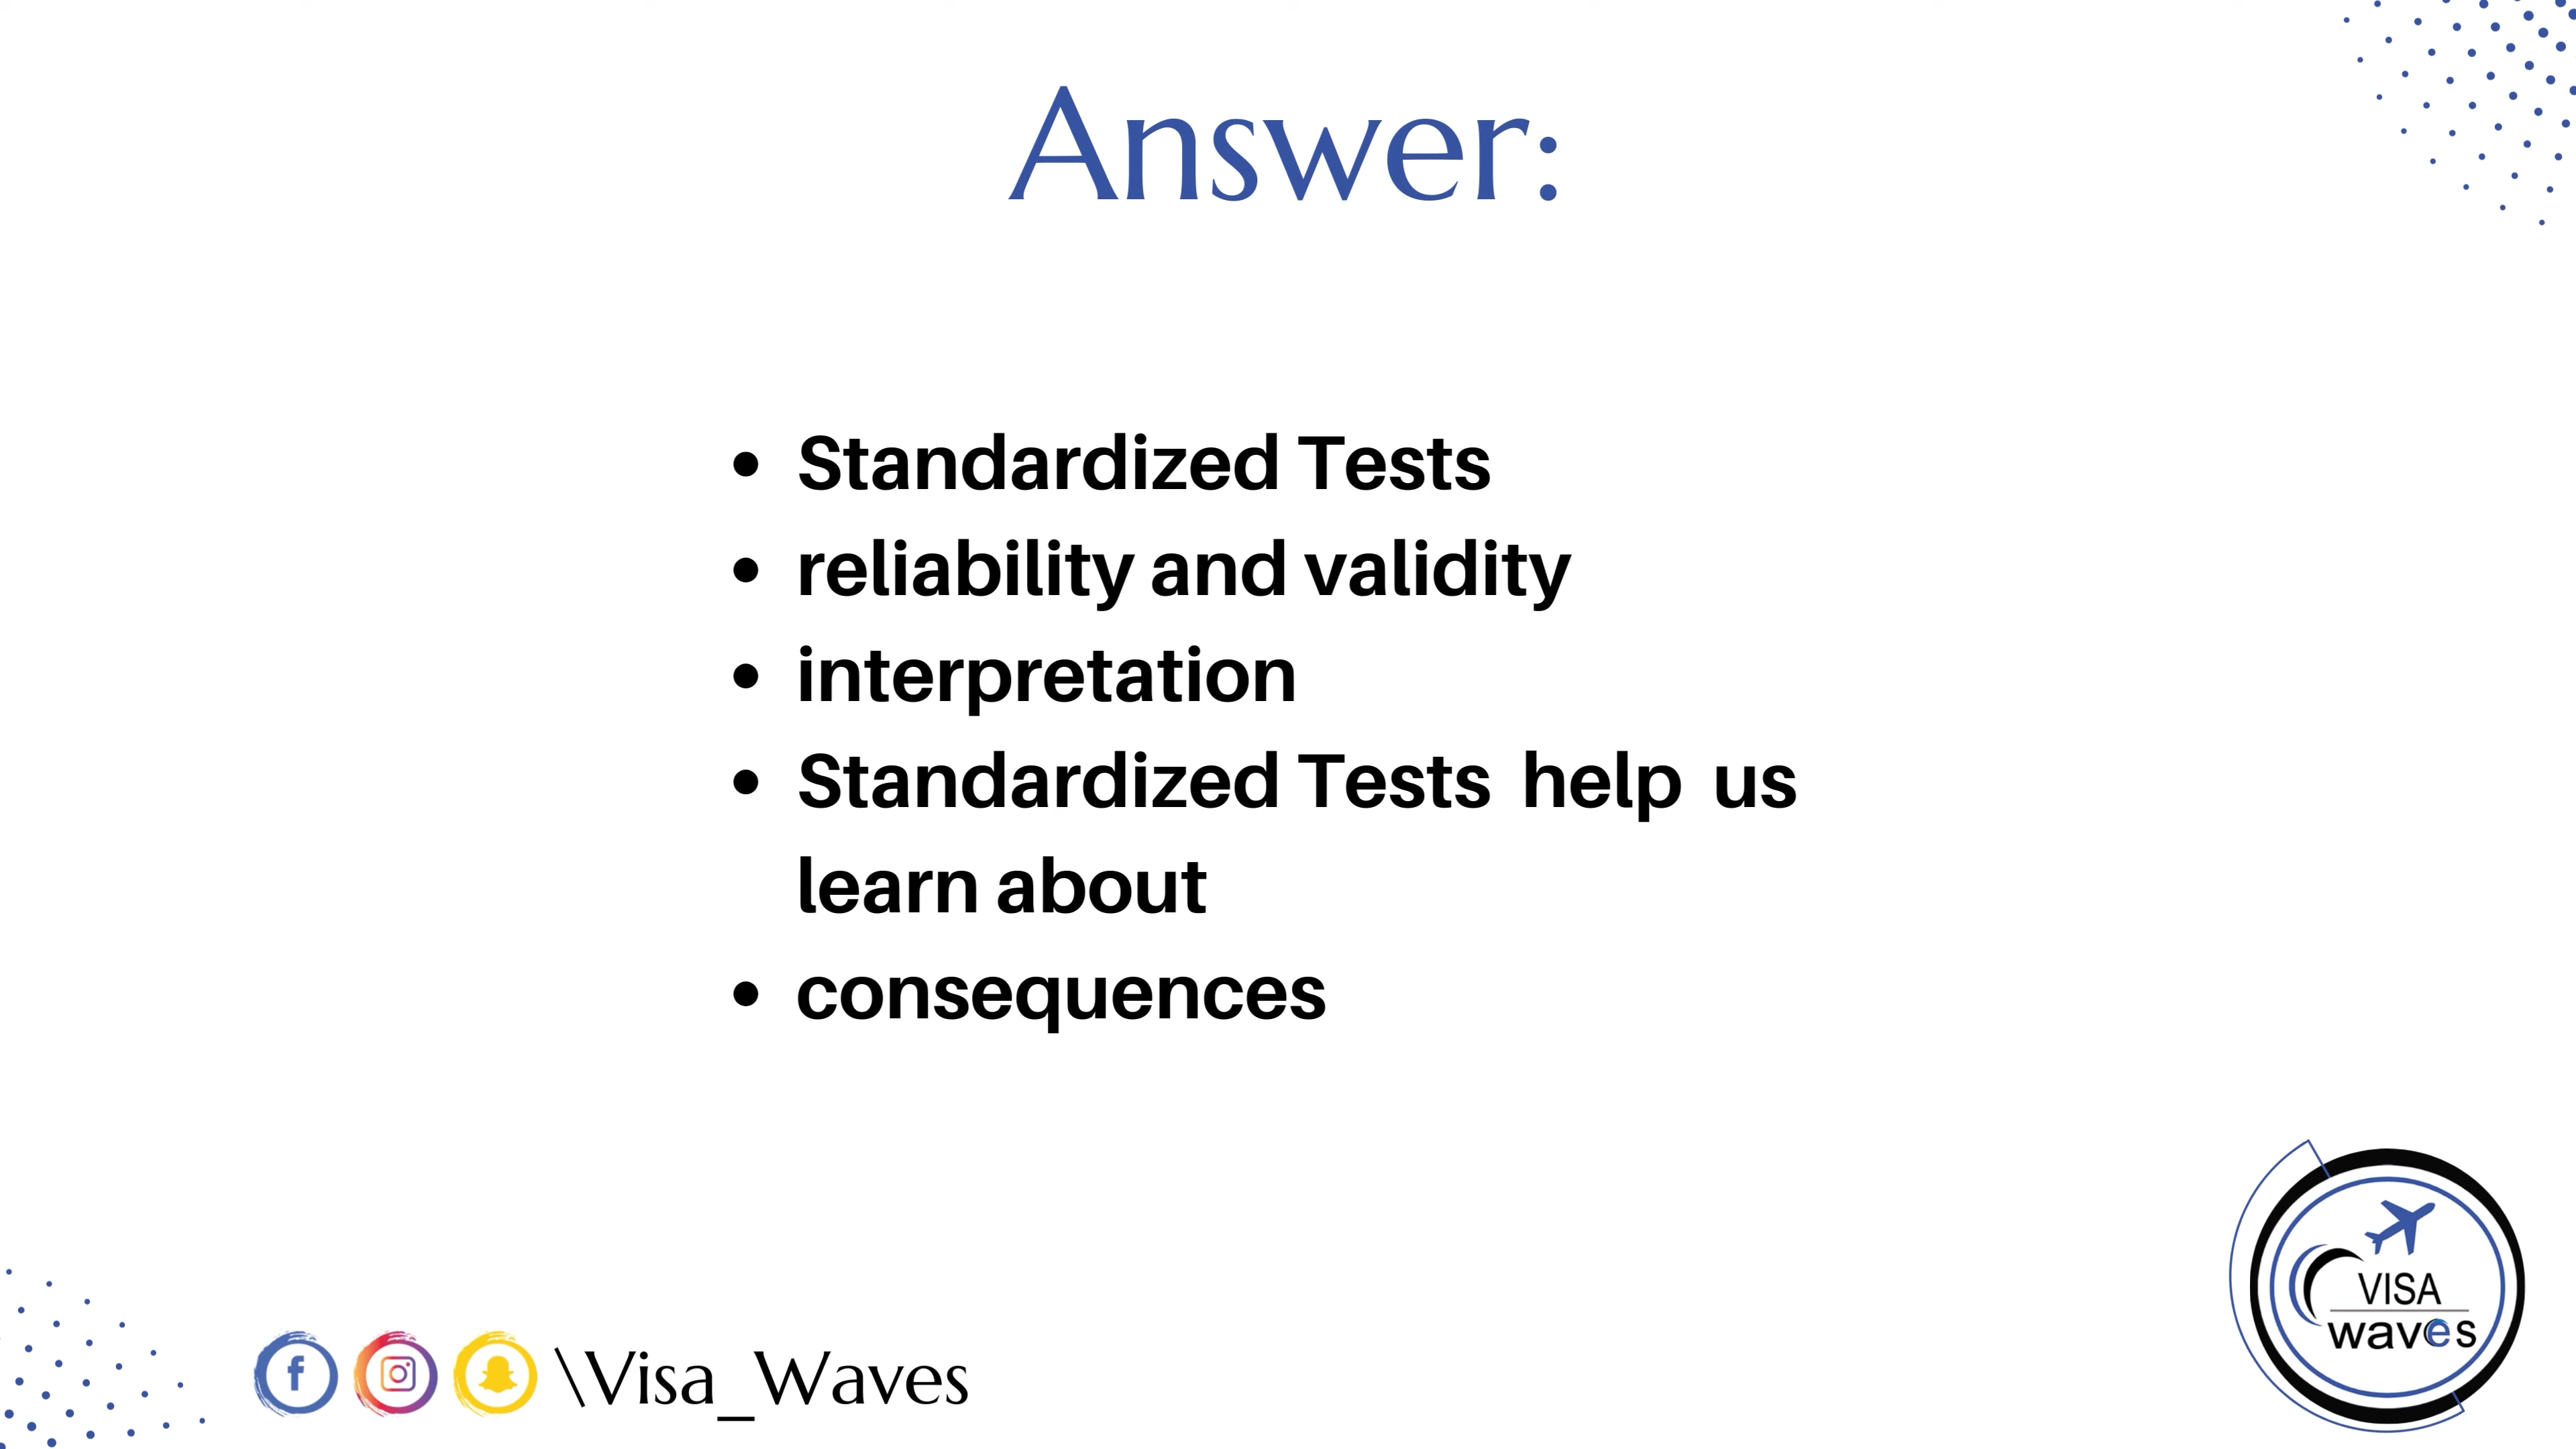 Answer:
• Standardized Tests
• reliability and validity
• interpretation
• Standardized Tests help us
learn about
• consequences
\Visa_Waves
VISA
waves